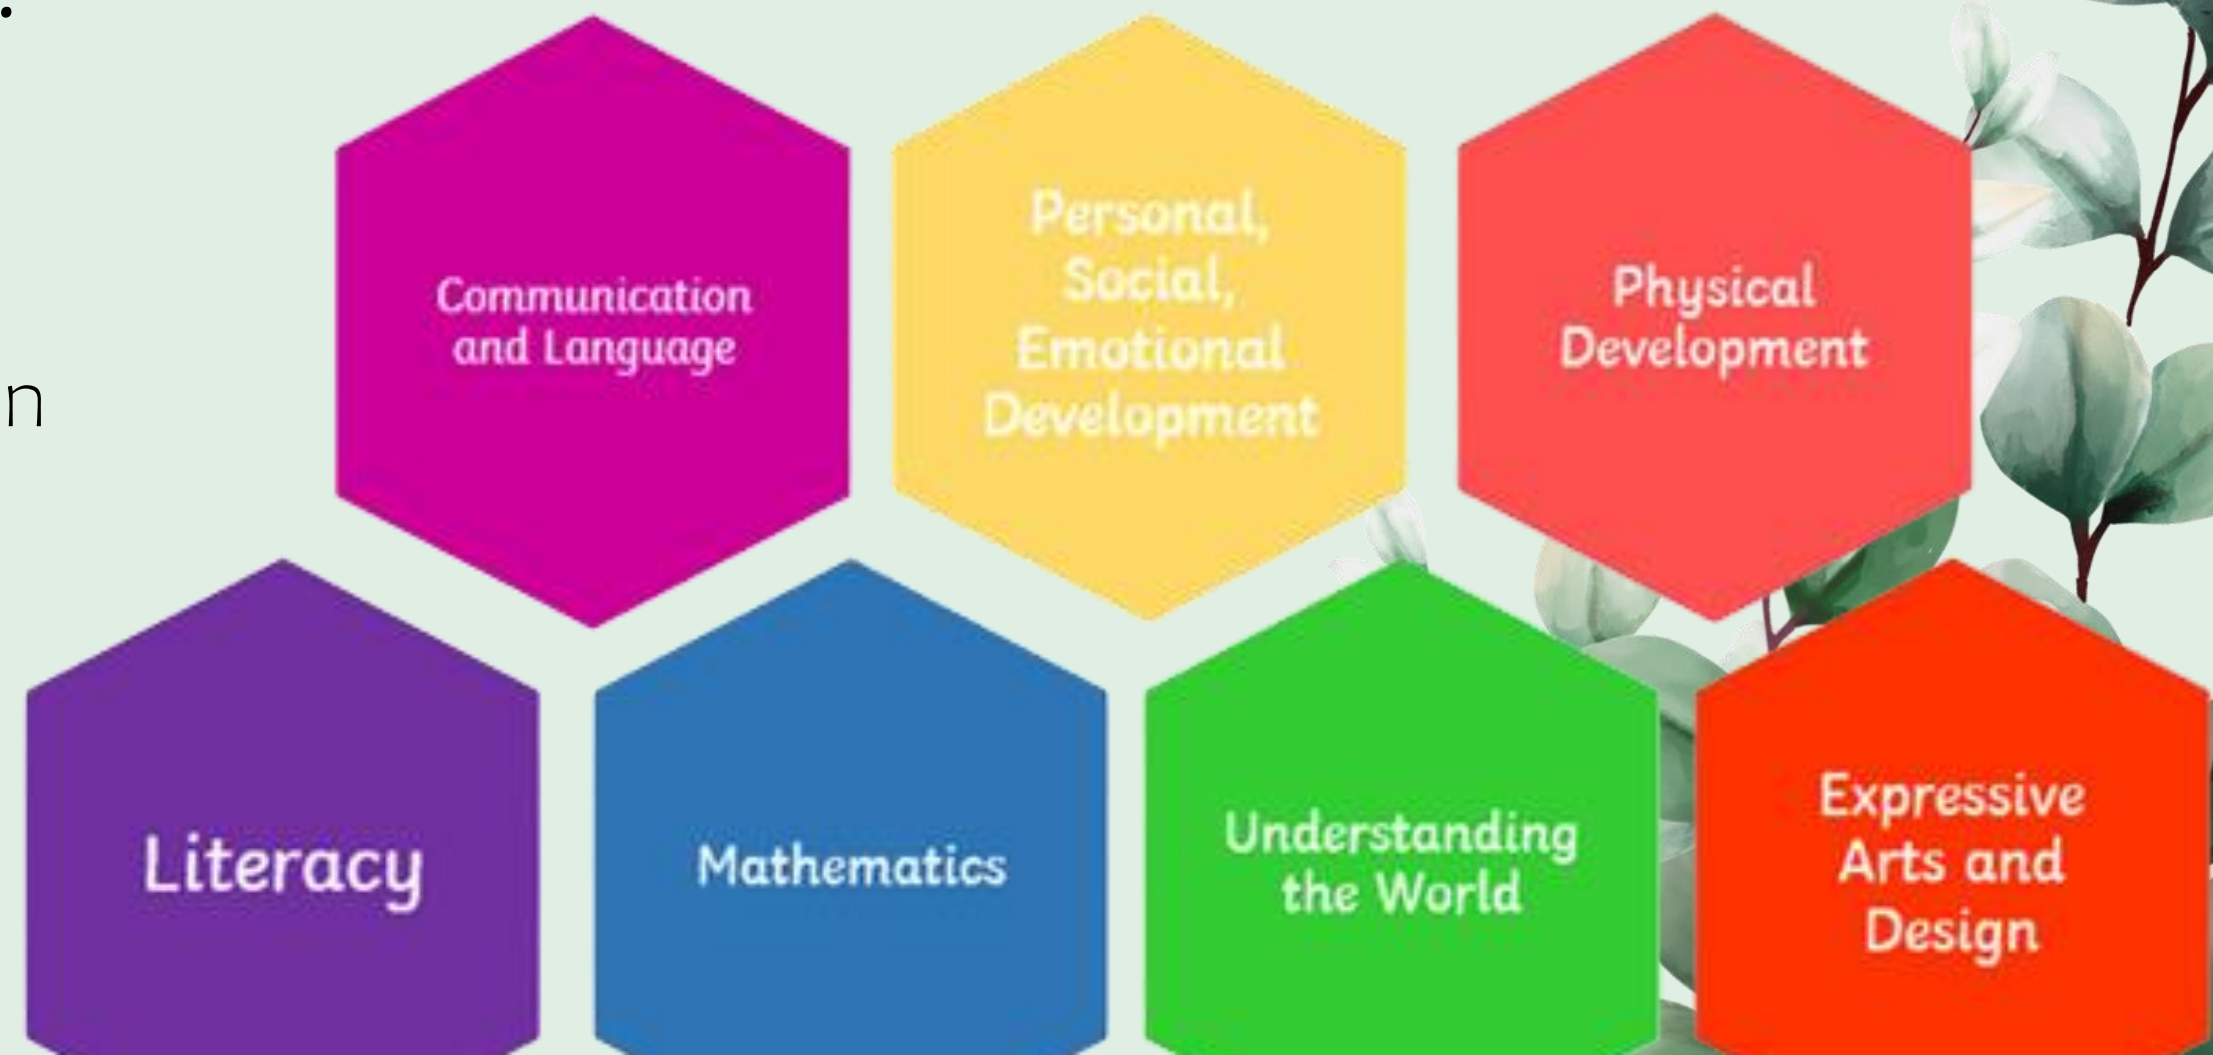 .
n
Communication
and Language
Personal,
Social,
Emotional
Development
Physical
Development
Literacy
Mathematics
Understanding
the World
Expressive
Arts and
Design